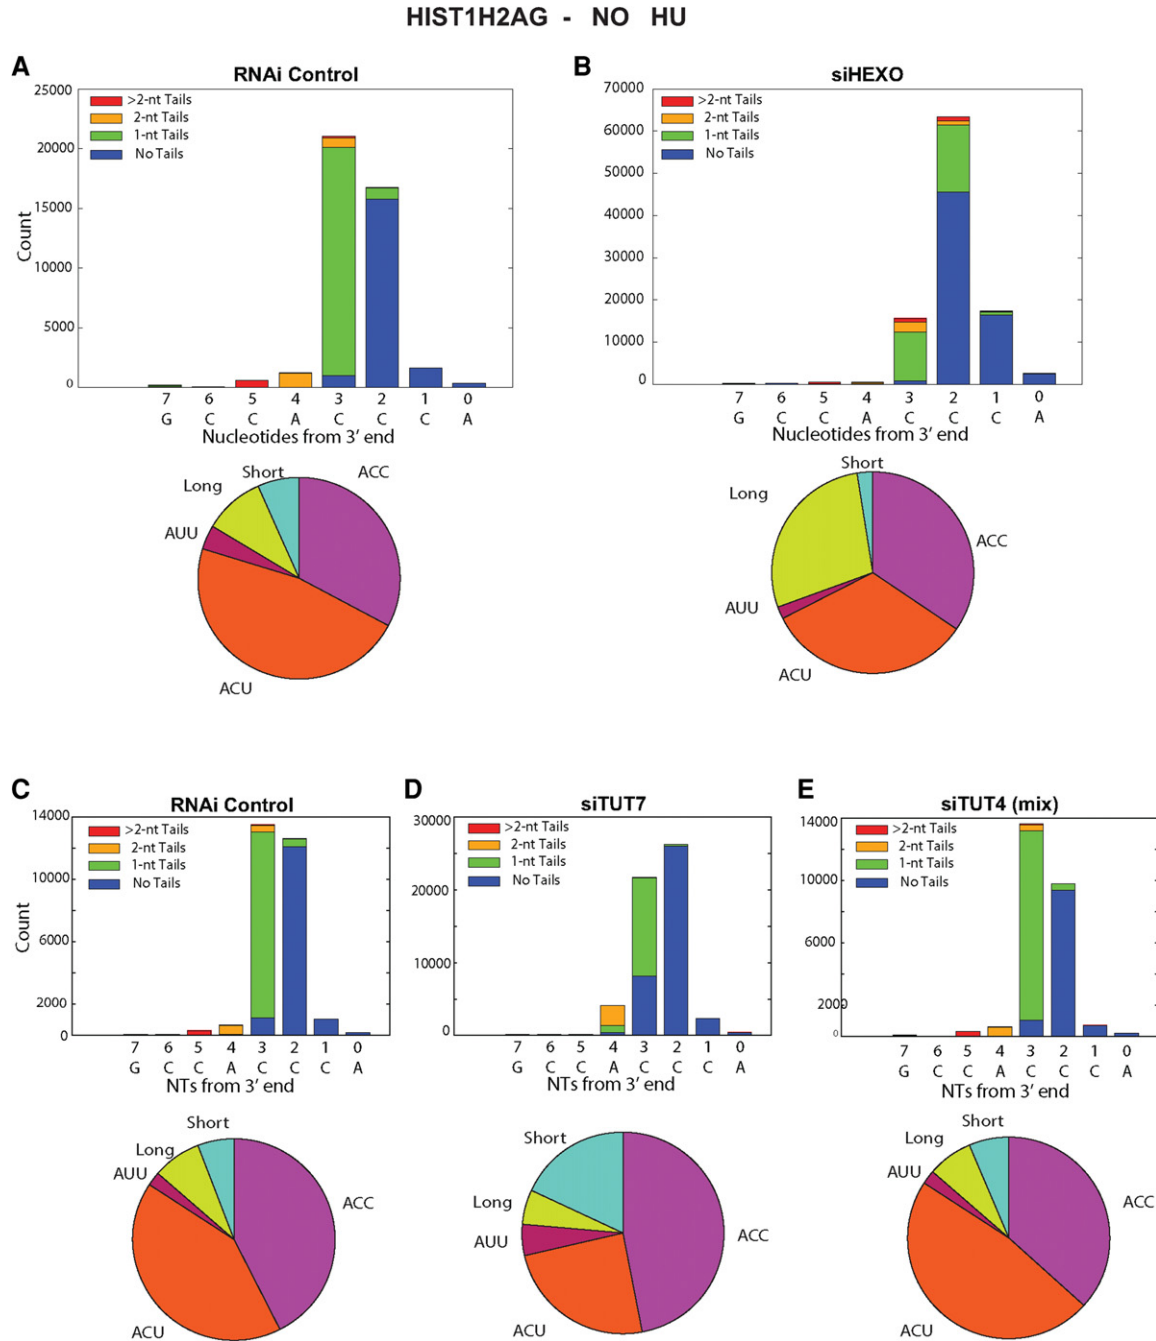 HIST1H2AG - NO HU
A
RNAi Control
25000
20000
15000
10000
5000
0
Count
>2-nt Tails
2-nt Tails
1-nt Tails
No Tails
7 6 5 4 3 2 1 0
G C C A C C C A
Nucleotides from 3′ end
Short
ACC
Long
AUU
ACU
B
siHEXO
70000
60000
50000
40000
30000
20000
10000
0
>2-nt Tails
2-nt Tails
1-nt Tails
No Tails
7 6 5 4 3 2 1 0
G C C A C C C A
Nucleotides from 3′ end
Short
Long
ACC
AUU
ACU
C
RNAi Control
14000
10000
6000
2000
0
Count
>2-nt Tails
2-nt Tails
1-nt Tails
No Tails
7 6 5 4 3 2 1 0
G C C A C C C A
NTs from 3′ end
Short
Long
AUU
ACC
ACU
D
siTUT7
30000
20000
10000
0
>2-nt Tails
2-nt Tails
1-nt Tails
No Tails
7 6 5 4 3 2 1 0
G C C A C C C A
NTs from 3′ end
Short
Long
AUU
ACC
ACU
E
siTUT4 (mix)
14000
10000
6000
2000
0
>2-nt Tails
2-nt Tails
1-nt Tails
No Tails
7 6 5 4 3 2 1 0
G C C A C C C A
NTs from 3′ end
Short
Long
AUU
ACC
ACU